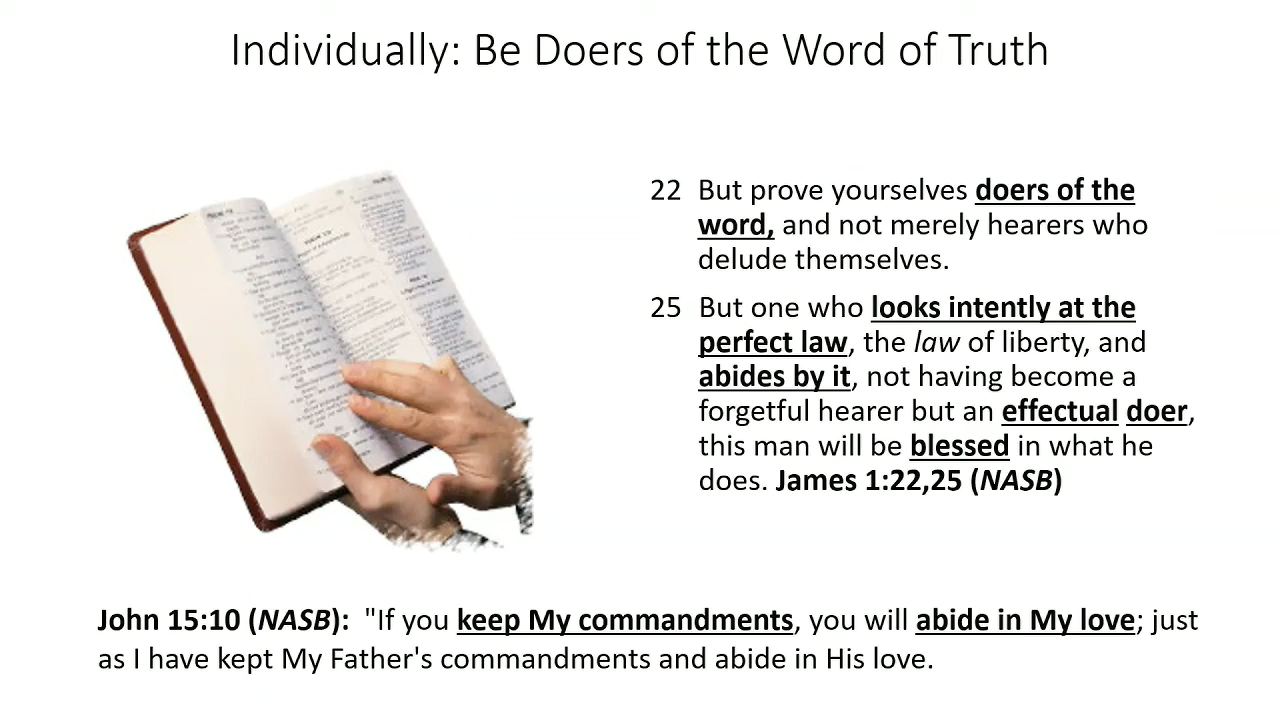 Individually: Be Doers of the Word of Truth
22 But prove yourselves doers of the
word, and not merely hearers who
delude themselves.
25 But one who looks intently at the
perfect law, the law of liberty, and
abides by it, not having become a
forgetful hearer but an effectual doer,
this man will be blessed in what he
does. James 1:22,25 (NASB)
John 15:10 (NASB): "If you keep My commandments, you will abide in My love; just
as I have kept My Father's commandments and abide in His love.